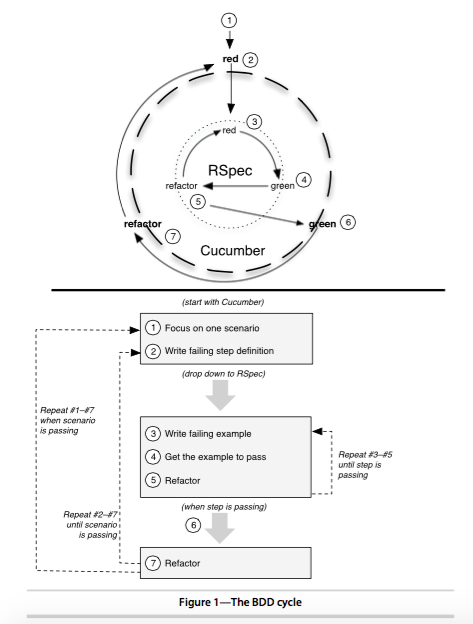 1
red 2
red 3
RSpec
refactor green 4
5
refactor 7 green 6
Cucumber
(start with Cucumber)
1 Focus on one scenario
2 Write failing step definition
(drop down to RSpec)
Repeat #1–#7
when scenario
is passing
3 Write failing example
4 Get the example to pass
5 Refactor
Repeat #3–#5
until step is
passing
(when step is passing)
6
Repeat #2–#7
until scenario
is passing
7 Refactor
Figure 1—The BDD cycle